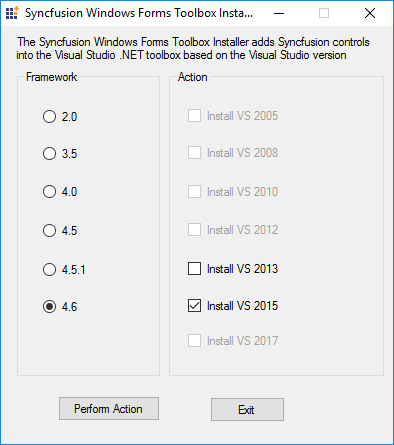 Syncfusion Windows Forms Toolbox Insta...
The Syncfusion Windows Forms Toolbox Installer adds Syncfusion controls
into the Visual Studio .NET toolbox based on the Visual Studio version
Framework
2.0
3.5
4.0
4.5
4.5.1
4.6
Action
Install VS 2005
Install VS 2008
Install VS 2010
Install VS 2012
Install VS 2013
Install VS 2015
Install VS 2017
Perform Action
Exit